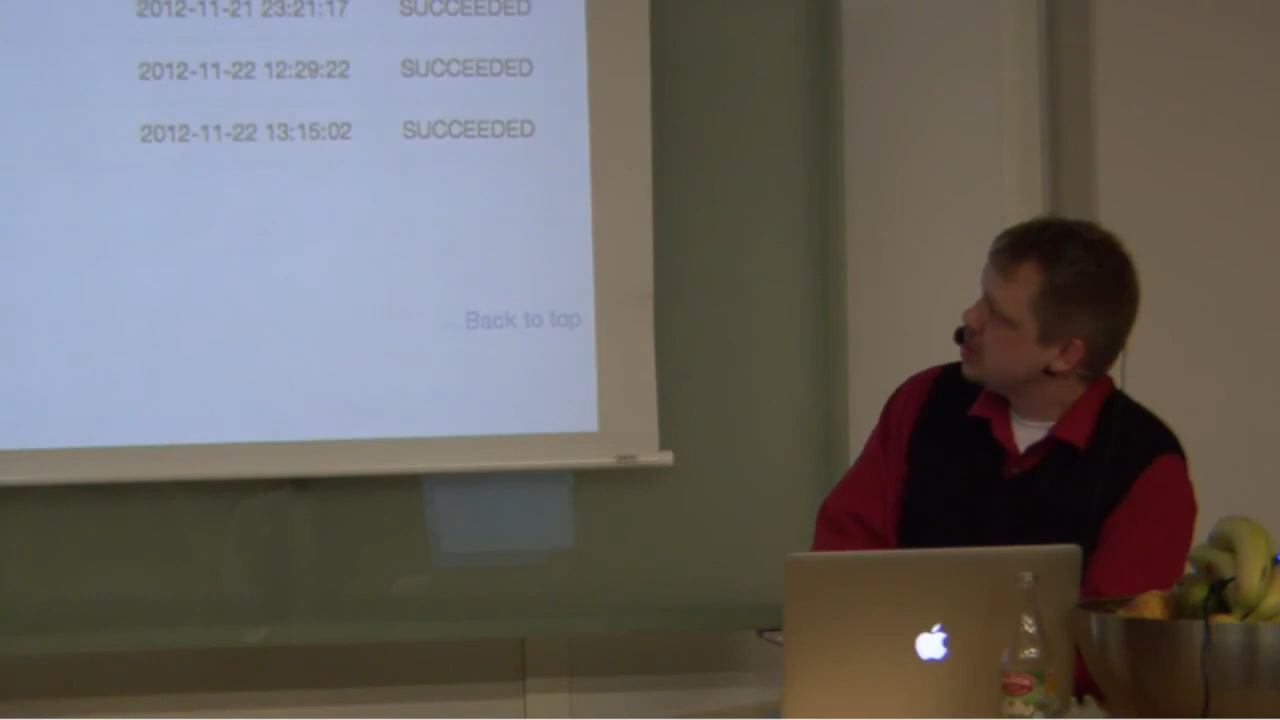 2012-11-21 23:21:17 SUCCEEDED
2012-11-22 12:29:22 SUCCEEDED
2012-11-22 13:15:02 SUCCEEDED
Back to top